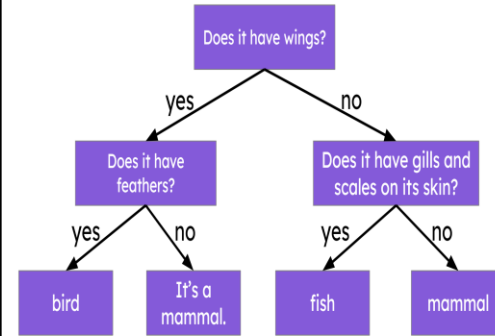 Does it have wings?
yes
no
Does it have
feathers?
Does it have gills and
scales on its skin?
yes
no
yes
no
bird
It's a
mammal.
fish
mammal